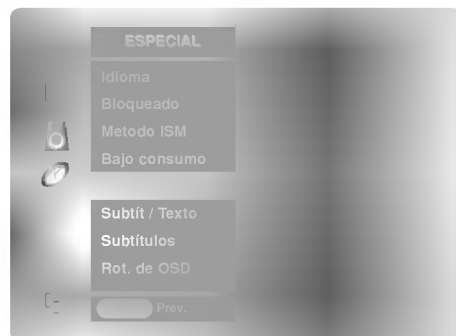 ESPECIAL
Idioma
Bloqueado
Metodo ISM
Bajo consumo
Subtít / Texto
Subtítulos
Rot. de OSD
Prev.